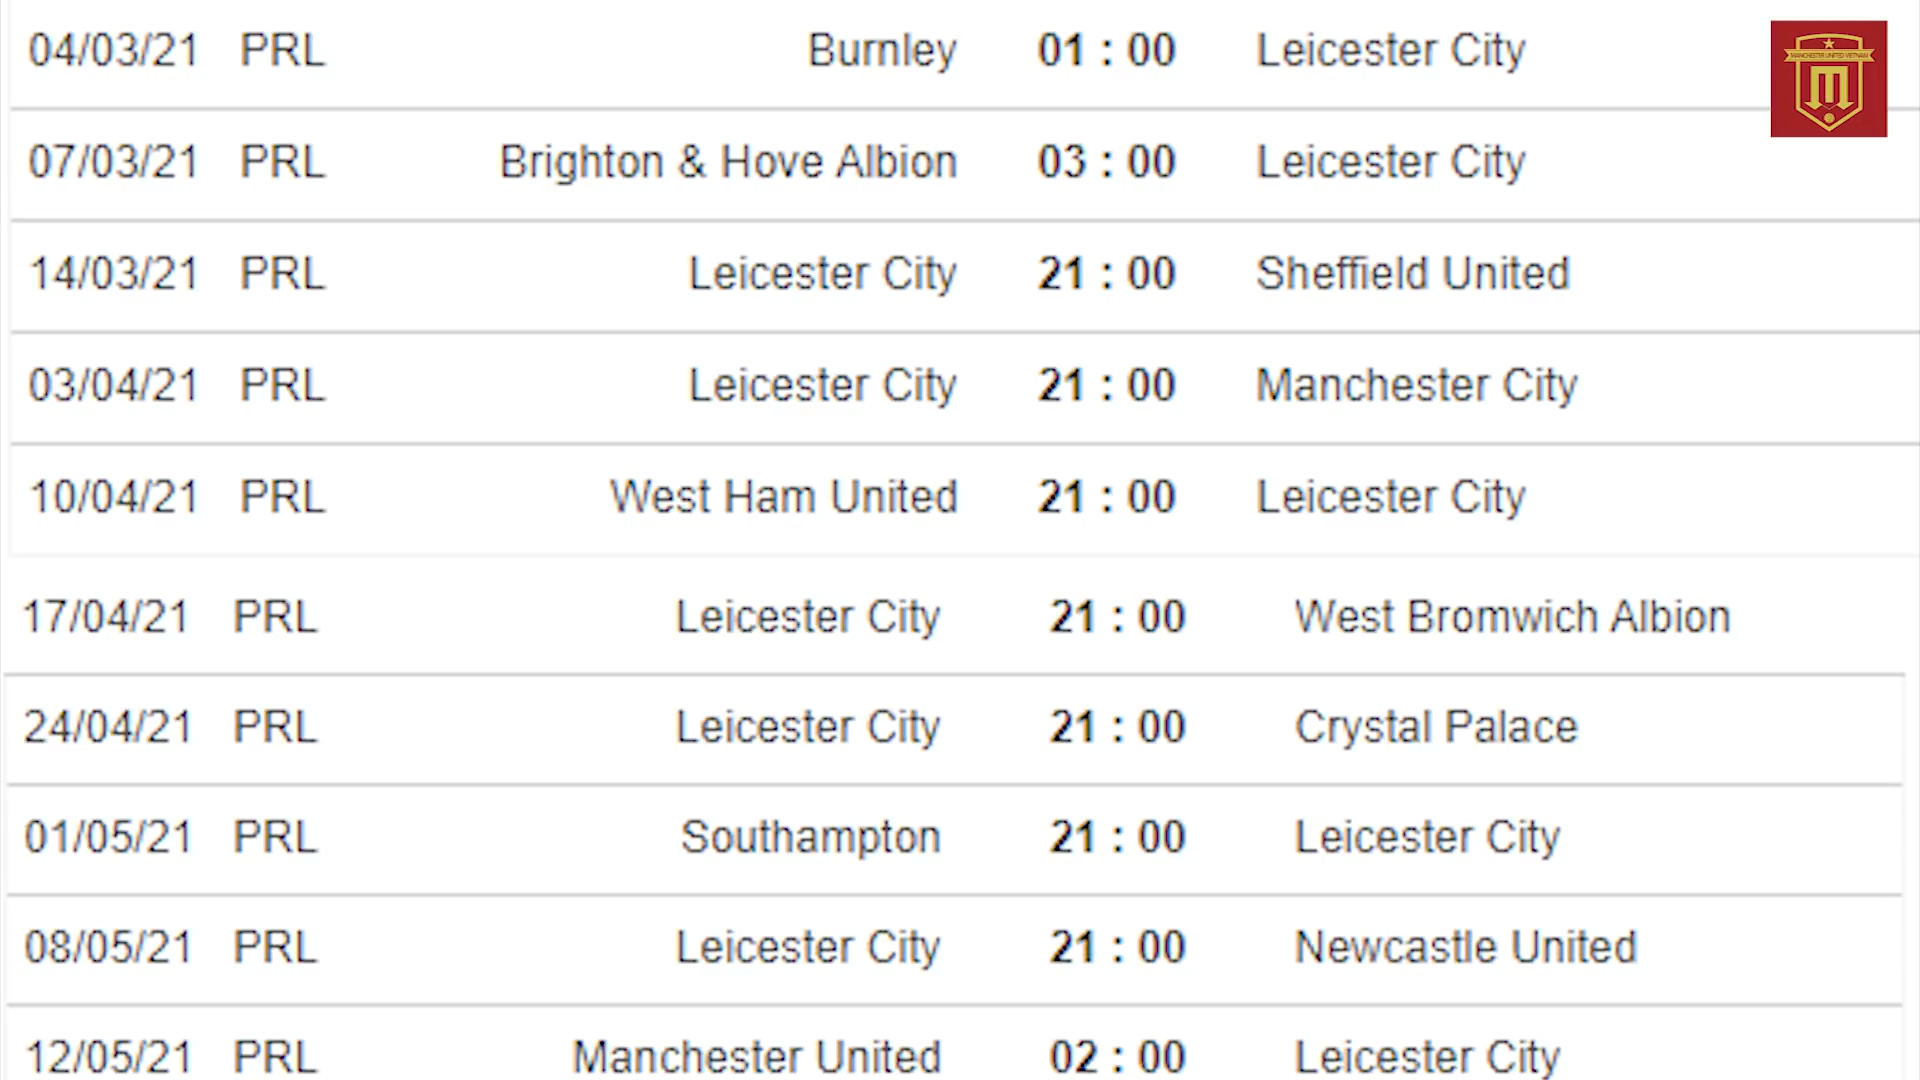 04/03/21 PRL Burnley 01 : 00 Leicester City
MANCHESTER UNITED VIETNAM
M
07/03/21 PRL Brighton & Hove Albion 03 : 00 Leicester City
14/03/21 PRL Leicester City 21 : 00 Sheffield United
03/04/21 PRL Leicester City 21 : 00 Manchester City
10/04/21 PRL West Ham United 21 : 00 Leicester City
17/04/21 PRL Leicester City 21 : 00 West Bromwich Albion
24/04/21 PRL Leicester City 21 : 00 Crystal Palace
01/05/21 PRL Southampton 21 : 00 Leicester City
08/05/21 PRL Leicester City 21 : 00 Newcastle United
12/05/21 PRL Manchester United 02 : 00 Leicester City